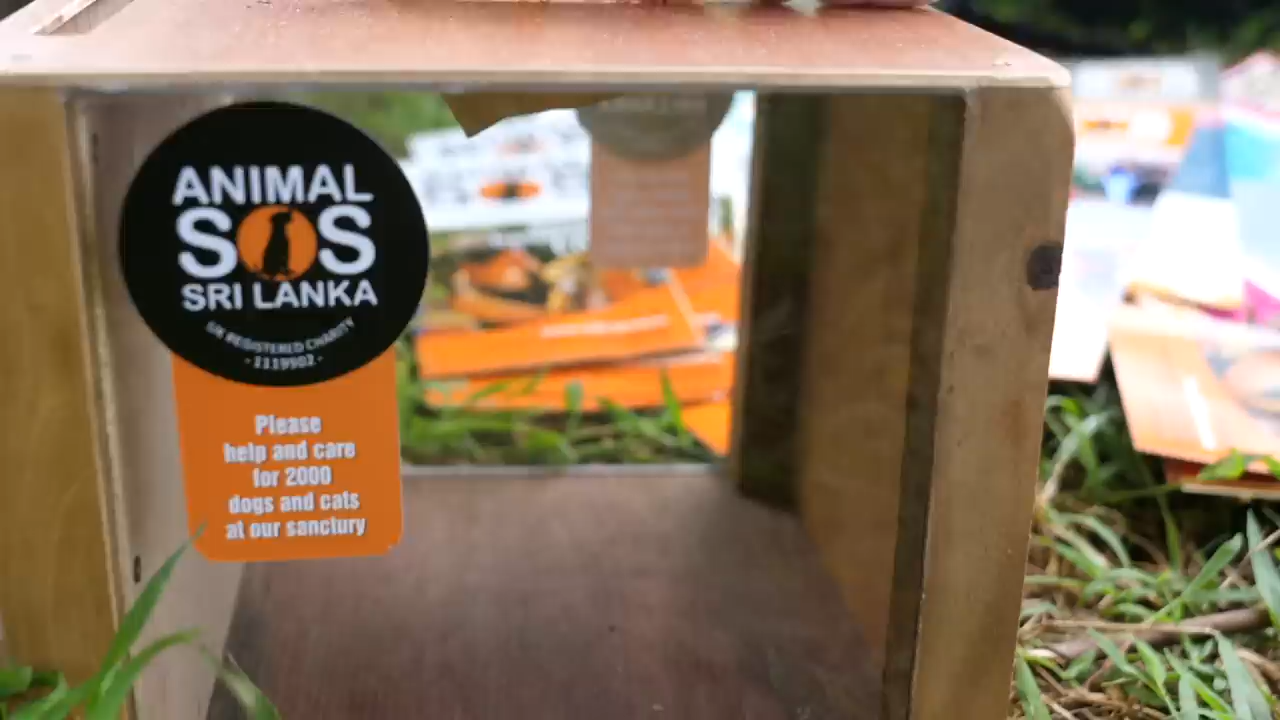 ANIMAL
SOS
SRI LANKA
UK REGISTERED CHARITY
- 1119902 -
Please
help and care
for 2000
dogs and cats
at our sanctury